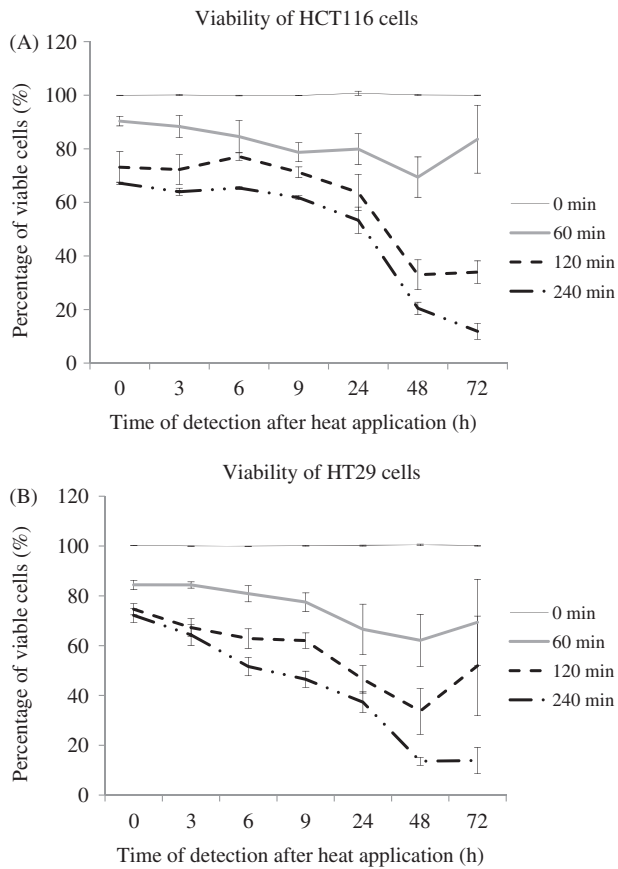 Viability of HCT116 cells
(A)
Percentage of viable cells (%)
120
100
80
60
40
20
0
0 3 6 9 24 48 72
Time of detection after heat application (h)
0 min
60 min
120 min
240 min
Viability of HT29 cells
(B)
Percentage of viable cells (%)
120
100
80
60
40
20
0
0 3 6 9 24 48 72
Time of detection after heat application (h)
0 min
60 min
120 min
240 min